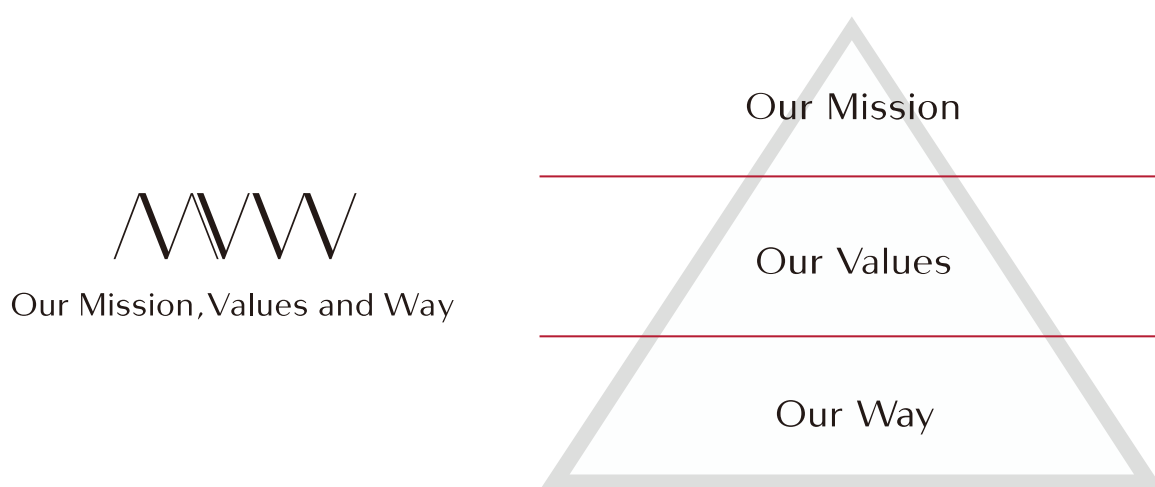 MVW
Our Mission,Values and Way
Our Mission
Our Values
Our Way